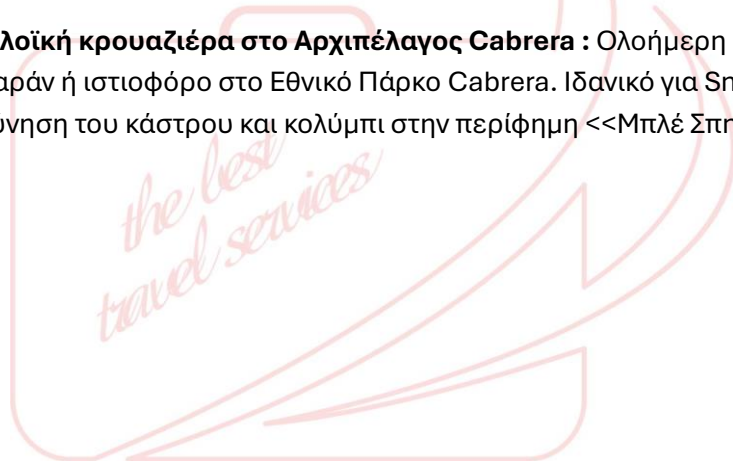 λοϊκή κρουαζιέρα στο Αρχιπέλαγος Cabrera : Ολοήμερη
αράν ή ιστιοφόρο στο Εθνικό Πάρκο Cabrera. Ιδανικό για Sn
νηση του κάστρου και κολύμπι στην περίφημη <<Μπλέ Σπη
the best
travel services